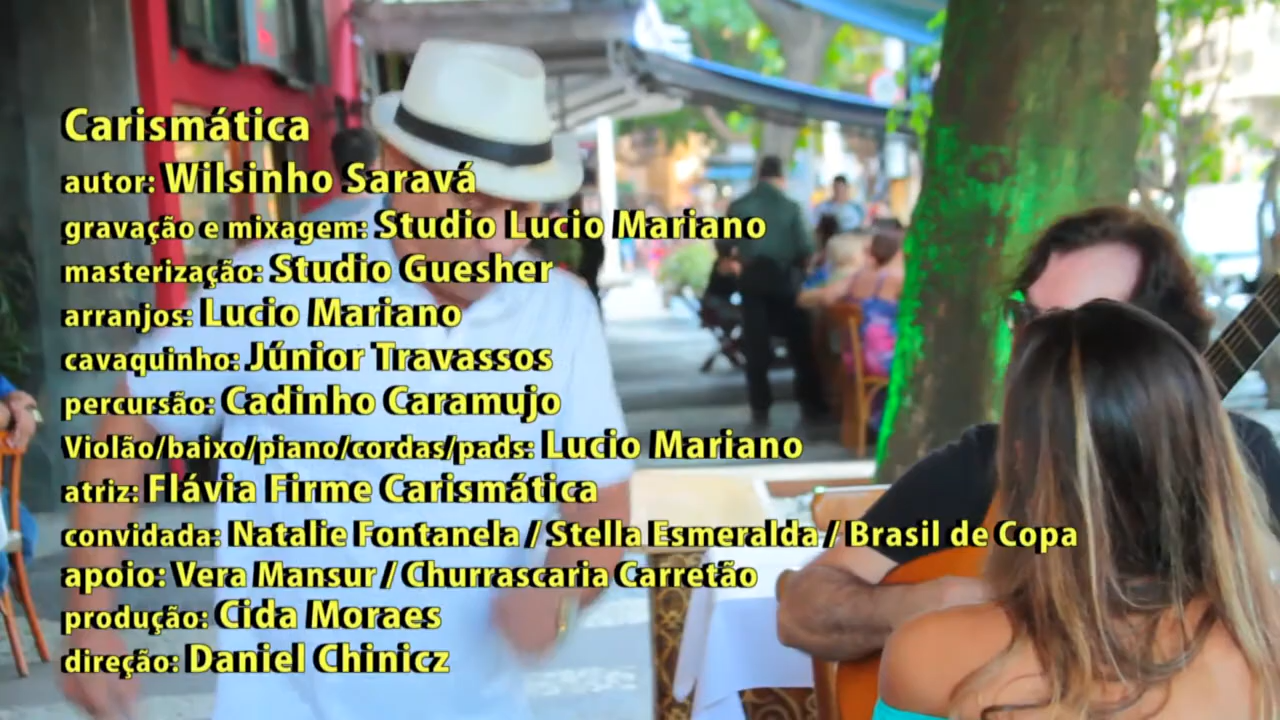 Carismática
autor: Wilsinho Saravá
gravação e mixagem: Studio Lucio Mariano
masterização: Studio Guesher
arranjos: Lucio Mariano
cavaquinho: Júnior Travassos
percursão: Cadinho Caramujo
Violão/baixo/piano/cordas/pads: Lucio Mariano
atriz: Flávia Firme Carismática
convidada: Natalie Fontanela / Stella Esmeralda / Brasil de Copa
apoio: Vera Mansur / Churrascaria Carretão
produção: Cida Moraes
direção: Daniel Chinicz